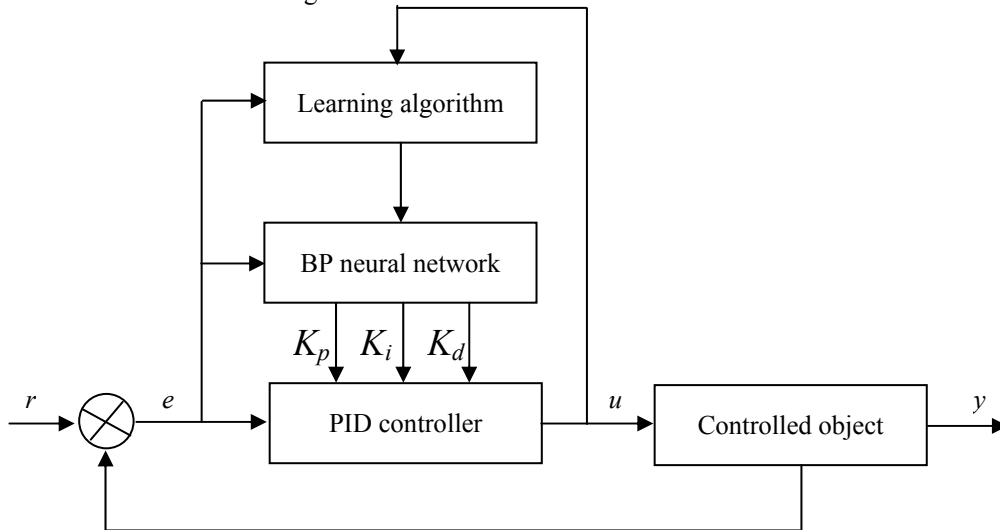 Learning algorithm
BP neural network
K_p K_i K_d
r e PID controller u Controlled object y